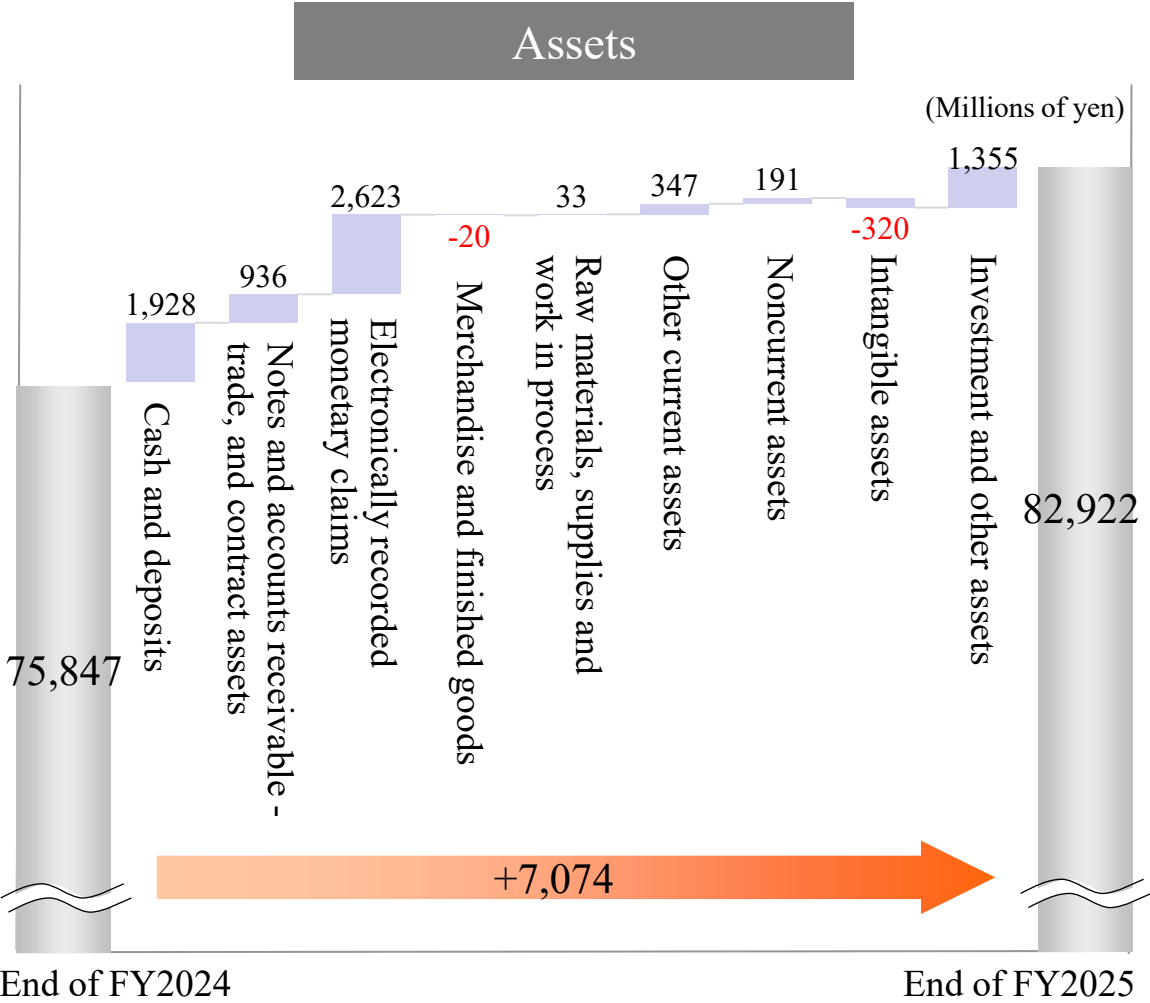 Assets
(Millions of yen)
1,928
936
2,623
-20
33
347
191
-320
1,355
Cash and deposits
Notes and accounts receivable -
trade, and contract assets
Electronically recorded
monetary claims
Merchandise and finished goods
Raw materials, supplies and
work in process
Other current assets
Noncurrent assets
Intangible assets
Investment and other assets
75,847
82,922
+7,074
End of FY2024
End of FY2025